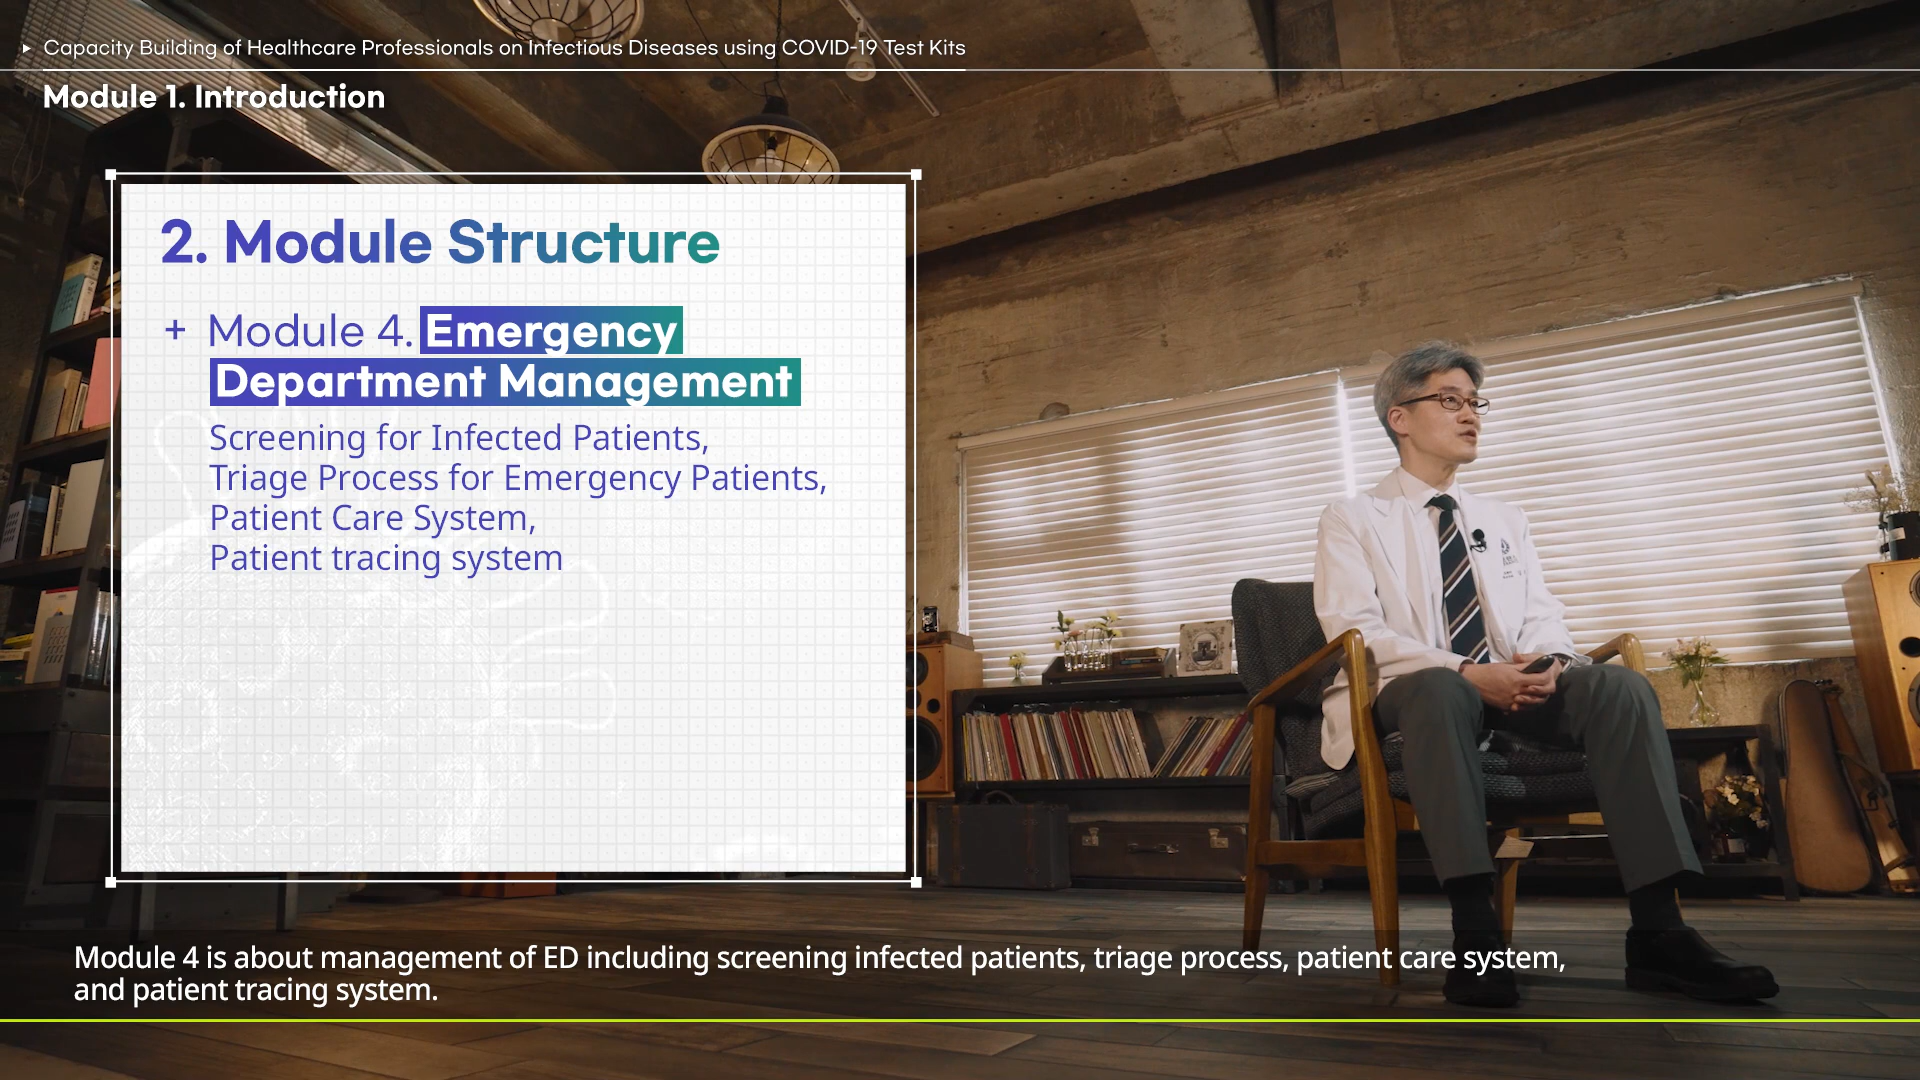 Capacity Building of Healthcare Professionals on Infectious Diseases using COVID-19 Test Kits
Module 1. Introduction
2. Module Structure
+ Module 4. Emergency
Department Management
Screening for Infected Patients,
Triage Process for Emergency Patients,
Patient Care System,
Patient tracing system
Module 4 is about management of ED including screening infected patients, triage process, patient care system,
and patient tracing system.